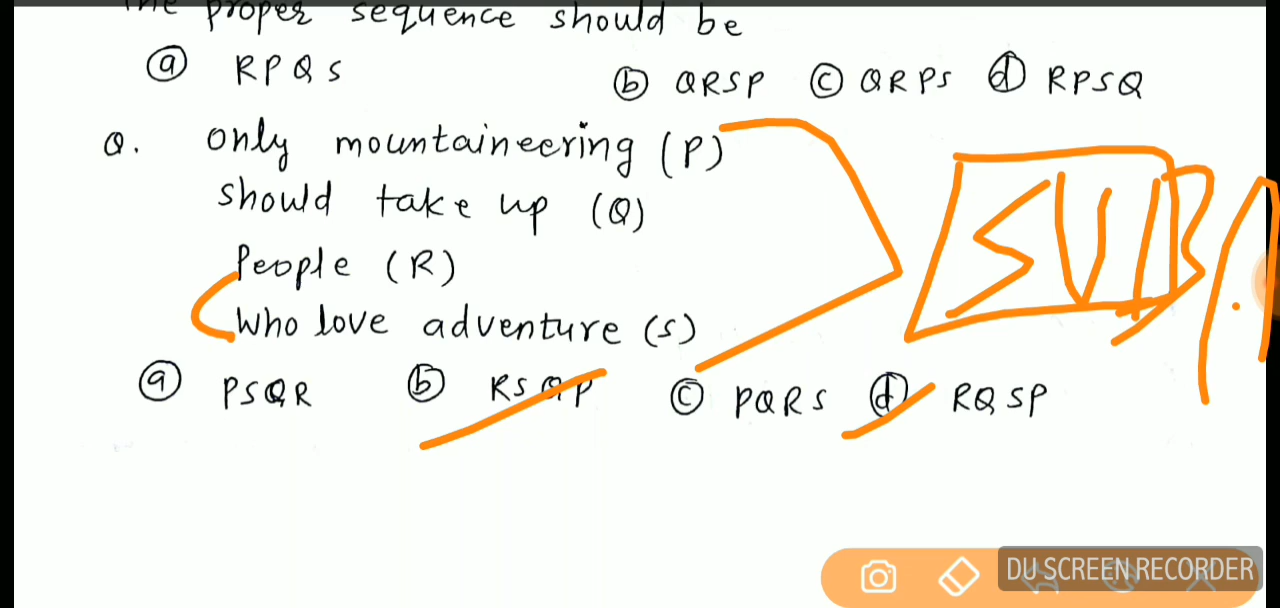 The proper sequence should be
(a) RPQS (b) QRSP (c) QRPS (d) RPSQ
Q. Only mountaineering (P)
should take up (Q)
People (R)
Who love adventure (S)
(a) PSQR (b) RSQP (c) PQRS (d) RQSP
SUB
DU SCREEN RECORDER